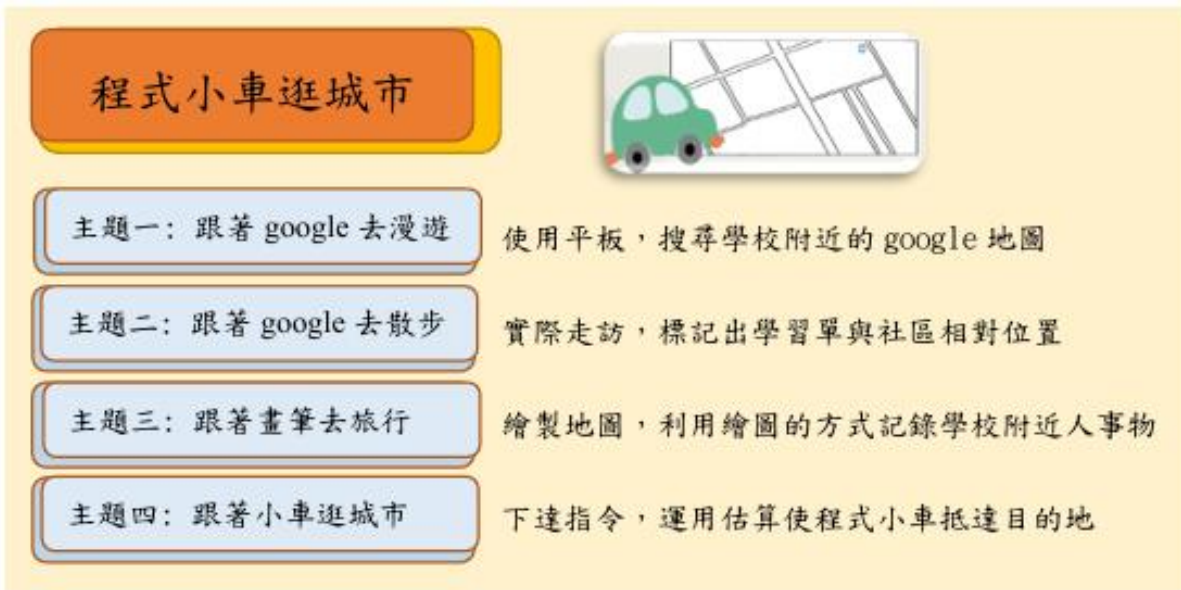 程式小車逛城市
主題一: 跟著 google 去漫遊
使用平板，搜尋學校附近的 google 地圖
主題二: 跟著 google 去散步
實際走訪，標記出學習單與社區相對位置
主題三: 跟著畫筆去旅行
繪製地圖，利用繪圖的方式記錄學校附近人事物
主題四: 跟著小車逛城市
下達指令，運用估算使程式小車抵達目的地